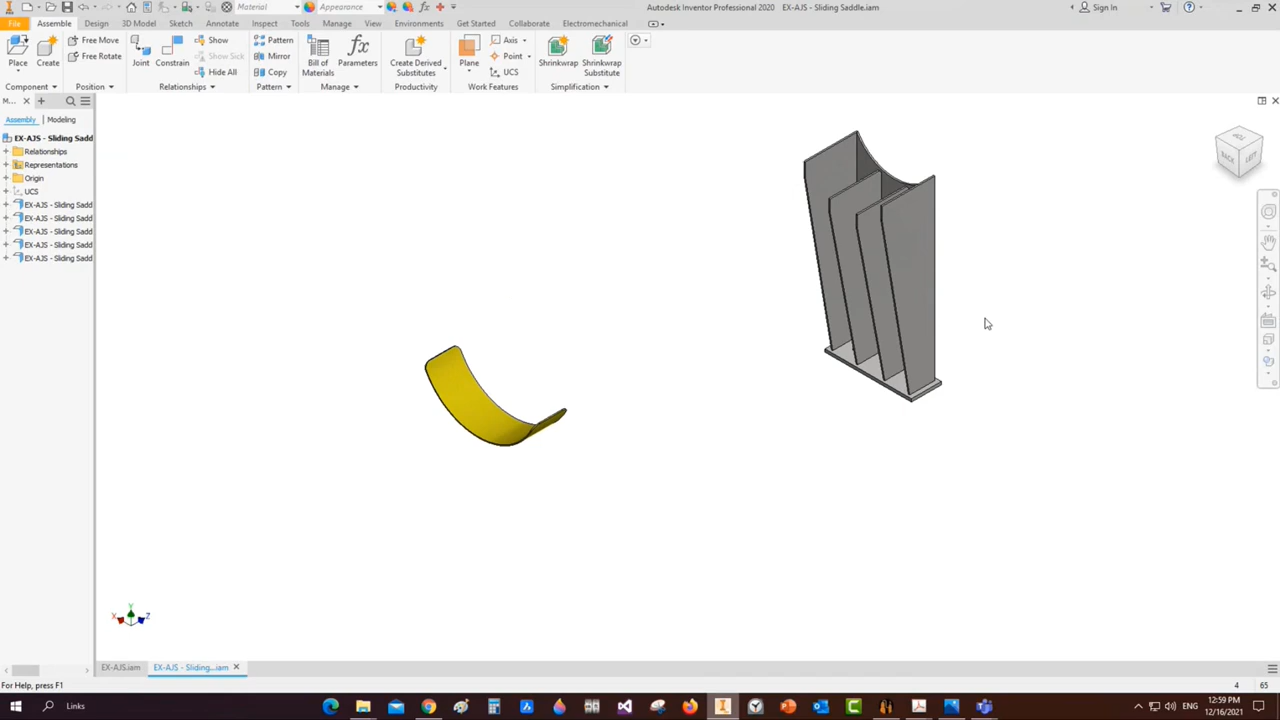 Material
Appearance
Autodesk Inventor Professional 2020
EX-AJS - Sliding Saddle.iam
Sign In
File
Assemble
Design
3D Model
Sketch
Annotate
Inspect
Tools
Manage
View
Environments
Get Started
Collaborate
Electromechanical
Place
Create
Free Move
Free Rotate
Joint
Constrain
Show
Show Sick
Hide All
Pattern
Mirror
Copy
Bill of
Materials
Parameters
Create Derived
Substitutes
Plane
Axis
Point
UCS
Shrinkwrap
Shrinkwrap
Substitute
Component
Position
Relationships
Pattern
Manage
Productivity
Work Features
Simplification
M...
Assembly
Modeling
EX-AJS - Sliding Sadd
Relationships
Representations
Origin
UCS
EX-AJS - Sliding Sadd
EX-AJS - Sliding Sadd
EX-AJS - Sliding Sadd
EX-AJS - Sliding Sadd
EX-AJS - Sliding Sadd
BACK
LEFT
Y
X
Z
EX-AJS.iam
EX-AJS - Sliding...iam
For Help, press F1
4
65
Links
12:59 PM
12/16/2021